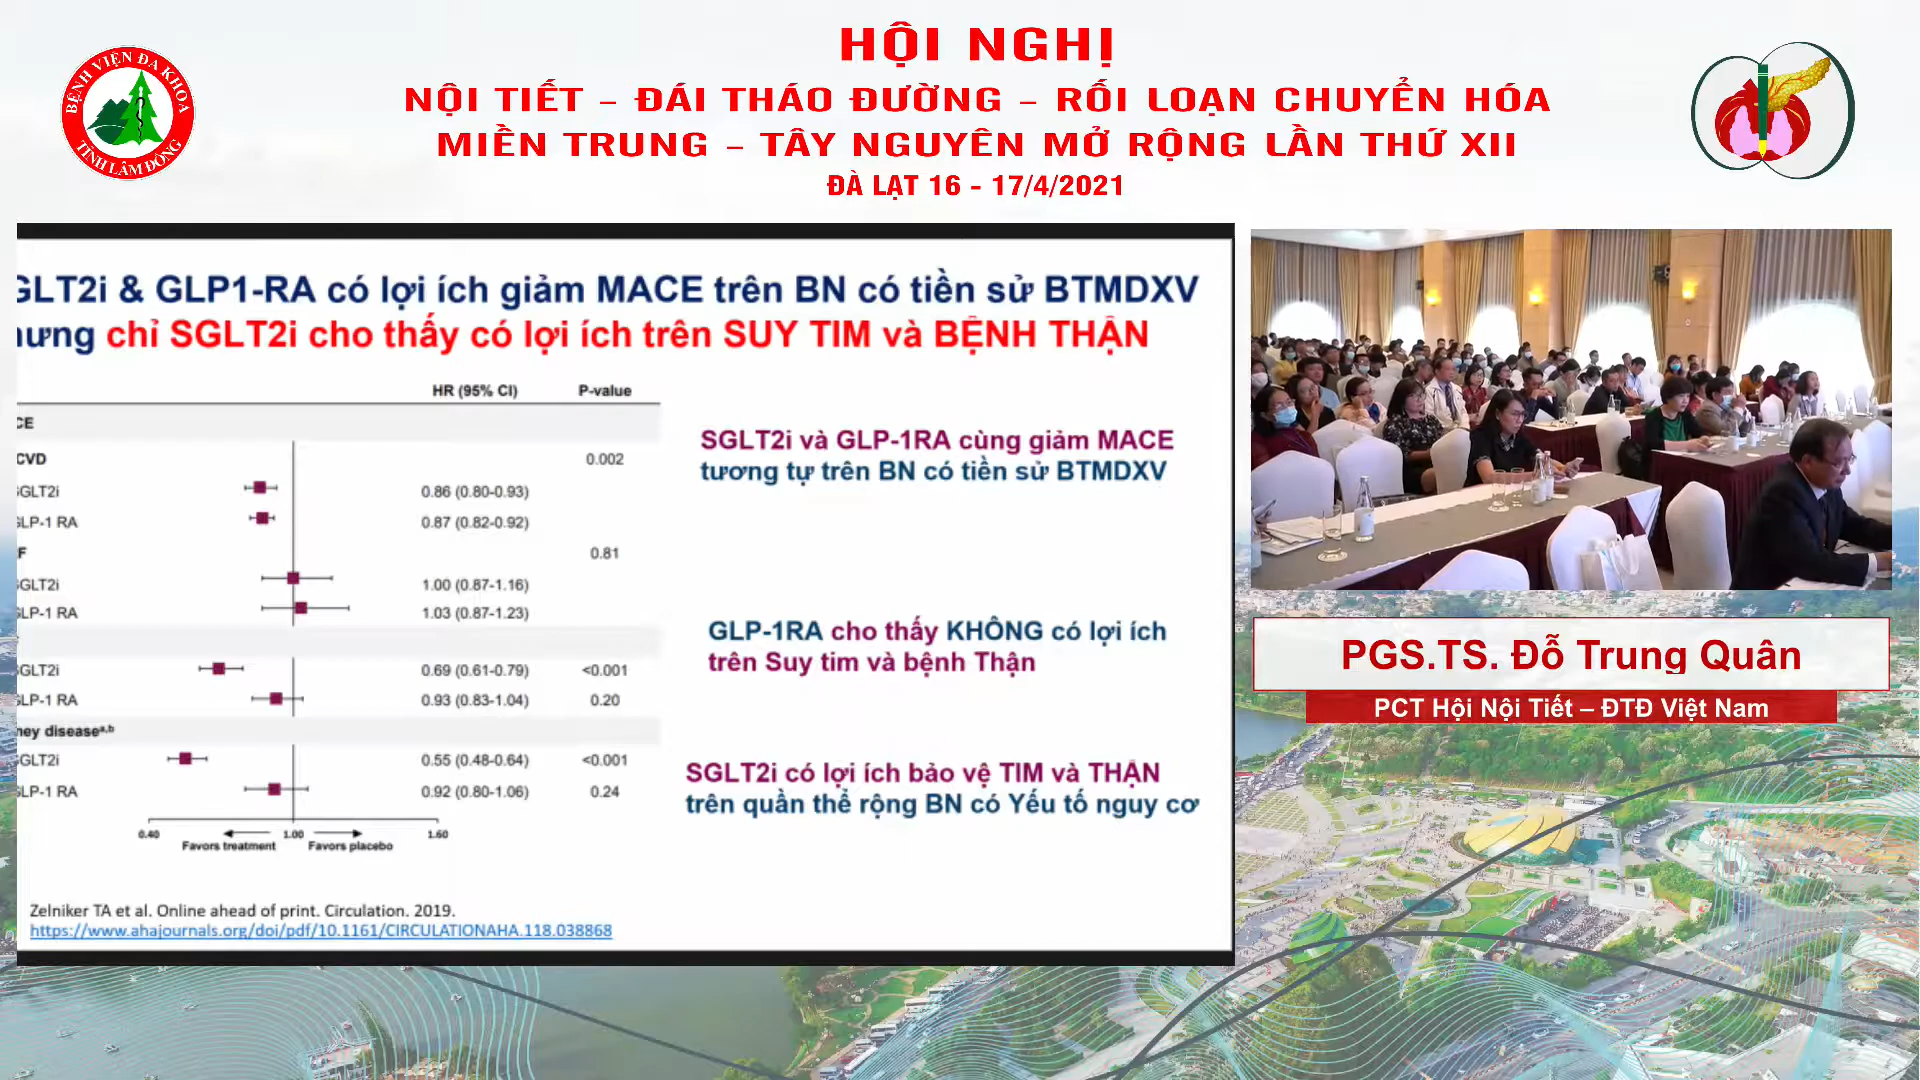 HỘI NGHỊ
NỘI TIẾT – ĐÁI THÁO ĐƯỜNG – RỐI LOẠN CHUYỂN HÓA
MIỀN TRUNG – TÂY NGUYÊN MỞ RỘNG LẦN THỨ XII
ĐÀ LẠT 16 - 17/4/2021
BỆNH VIỆN ĐA KHOA
TỈNH LÂM ĐỒNG
GLT2i & GLP1-RA có lợi ích giảm MACE trên BN có tiền sử BTMDXV
ưng chỉ SGLT2i cho thấy có lợi ích trên SUY TIM và BỆNH THẬN
HR (95% CI) P-value
CE
CVD 0.002
GLT2i 0.86 (0.80-0.93)
LP-1 RA 0.87 (0.82-0.92)
F 0.81
GLT2i 1.00 (0.87-1.16)
LP-1 RA 1.03 (0.87-1.23)
GLT2i 0.69 (0.61-0.79) <0.001
LP-1 RA 0.93 (0.83-1.04) 0.20
ney disease a,b
GLT2i 0.55 (0.48-0.64) <0.001
LP-1 RA 0.92 (0.80-1.06) 0.24
0.40 1.00 1.60
Favors treatment Favors placebo
SGLT2i và GLP-1RA cùng giảm MACE
tương tự trên BN có tiền sử BTMDXV
GLP-1RA cho thấy KHÔNG có lợi ích
trên Suy tim và bệnh Thận
SGLT2i có lợi ích bảo vệ TIM và THẬN
trên quần thể rộng BN có Yếu tố nguy cơ
Zelniker TA et al. Online ahead of print. Circulation. 2019.
https://www.ahajournals.org/doi/pdf/10.1161/CIRCULATIONAHA.118.038868
PGS.TS. Đỗ Trung Quân
PCT Hội Nội Tiết – ĐTĐ Việt Nam